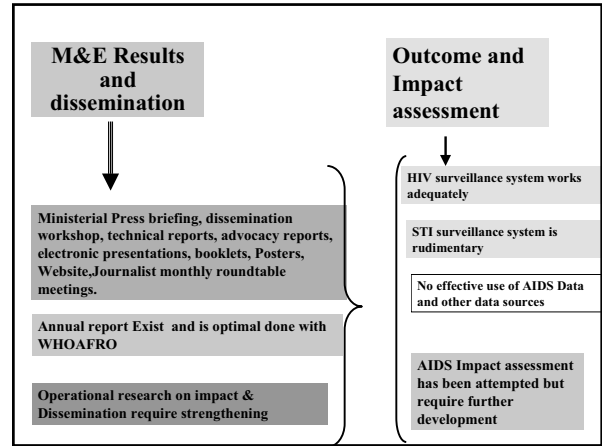 M&E Results
and
dissemination
Ministerial Press briefing, dissemination
workshop, technical reports, advocacy reports,
electronic presentations, booklets, Posters,
Website,Journalist monthly roundtable
meetings.
Annual report Exist and is optimal done with
WHOAFRO
Operational research on impact &
Dissemination require strengthening
Outcome and
Impact
assessment
HIV surveillance system works
adequately
STI surveillance system is
rudimentary
No effective use of AIDS Data
and other data sources
AIDS Impact assessment
has been attempted but
require further
development